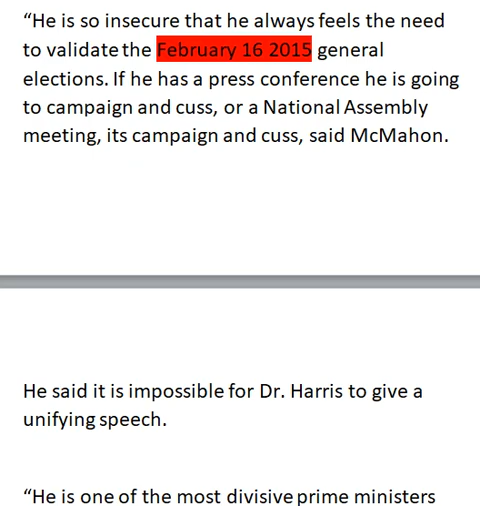 “He is so insecure that he always feels the need
to validate the February 16 2015 general
elections. If he has a press conference he is going
to campaign and cuss, or a National Assembly
meeting, its campaign and cuss, said McMahon.
He said it is impossible for Dr. Harris to give a
unifying speech.
“He is one of the most divisive prime ministers